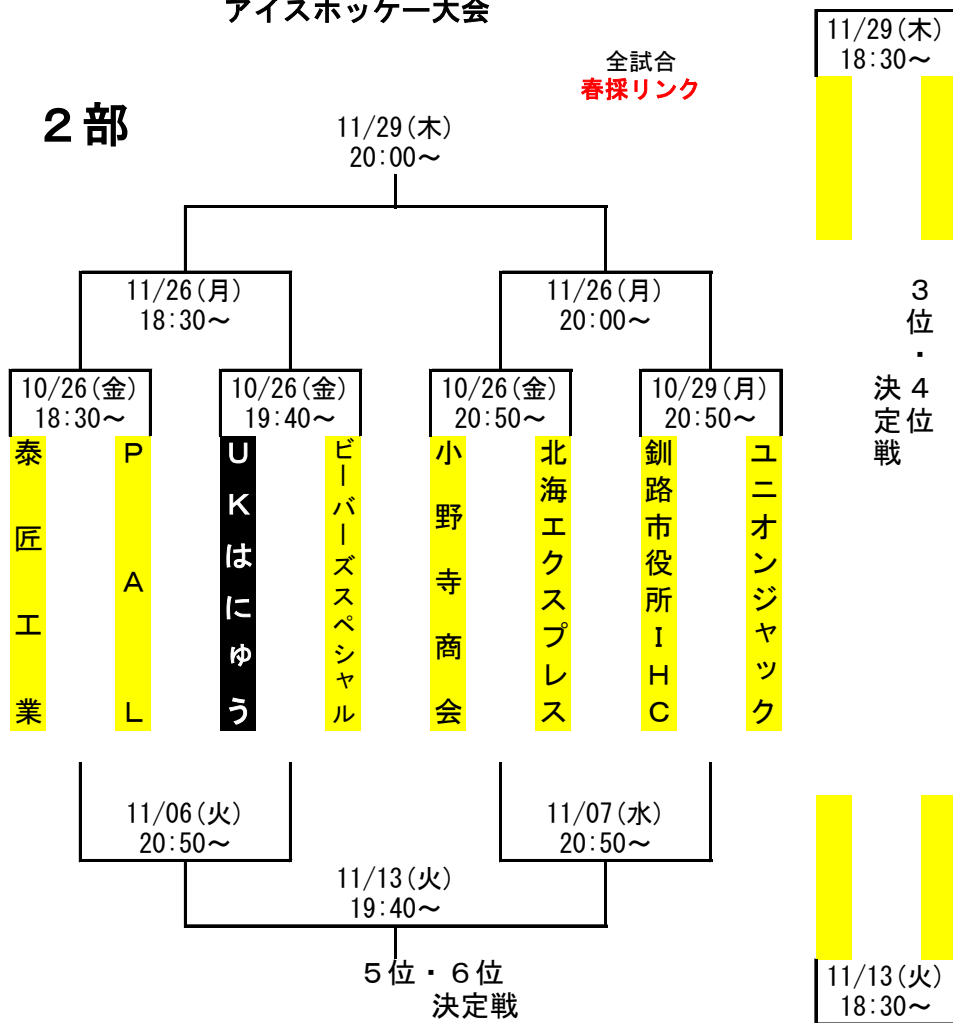 アイスホッケー大会
全試合
春採リンク
２部
11/29(木)
20:00～
11/26(月)
18:30～
11/26(月)
20:00～
10/26(金)
18:30～
10/26(金)
19:40～
10/26(金)
20:50～
10/29(月)
20:50～
泰匠工業
ＰＡＬ
ＵＫはにゅう
ビーバーズスペシャル
小野寺商会
北海エクスプレス
釧路市役所ＩＨＣ
ユニオンジャック
11/06(火)
20:50～
11/07(水)
20:50～
11/13(火)
19:40～
５位・６位
決定戦
11/29(木)
18:30～
３位・４位
決定戦
11/13(火)
18:30～